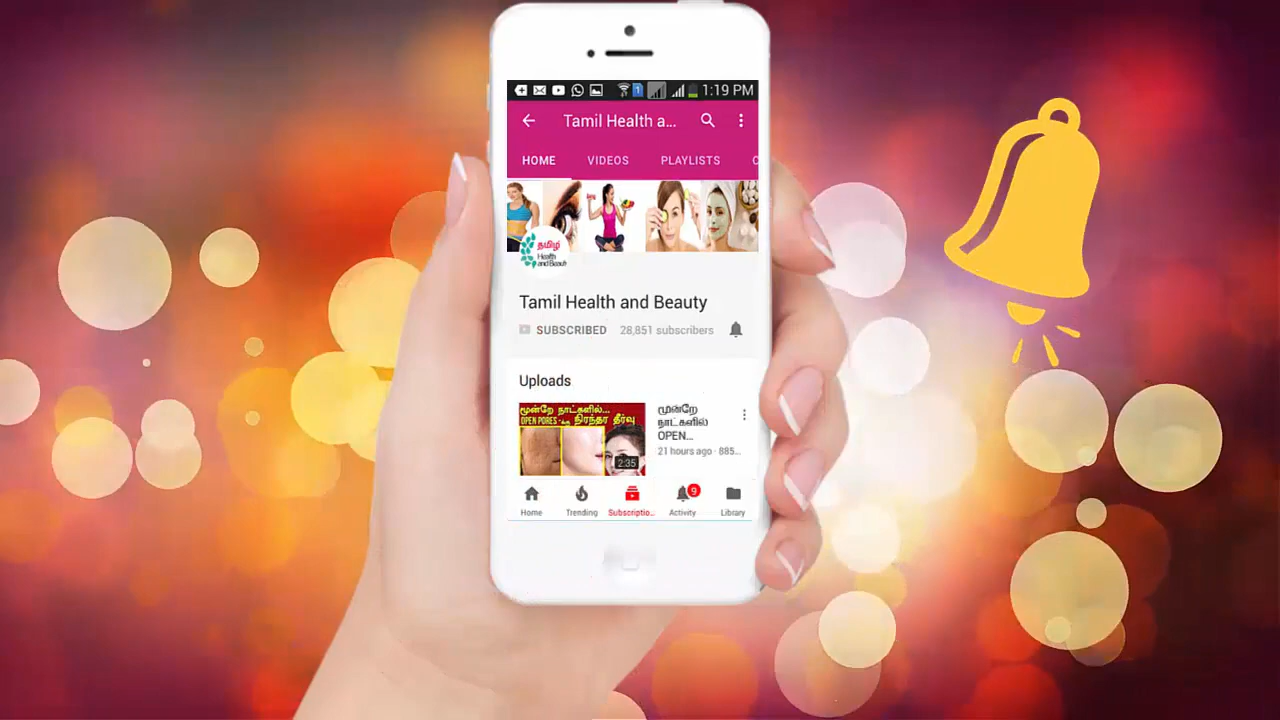 1 1:19 PM
Tamil Health a...
HOME VIDEOS PLAYLISTS C
தமிழ்
Health
and Beauty
Tamil Health and Beauty
SUBSCRIBED 28,851 subscribers
Uploads
மூன்றே நாட்களில்...
OPEN PORES -க்கு நிரந்தர தீர்வு
2:35
மூன்றே
நாட்களில்
OPEN...
21 hours ago · 885...
9
Home Trending Subscriptio... Activity Library